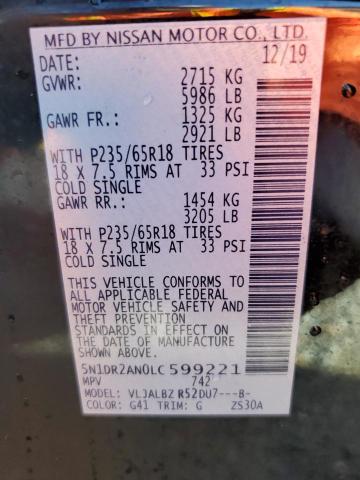 MFD BY NISSAN MOTOR CO., LTD.
DATE: 12/19
GVWR: 2715 KG
5986 LB
GAWR FR.: 1325 KG
2921 LB
WITH P235/65R18 TIRES
18 X 7.5 RIMS AT 33 PSI
COLD SINGLE
GAWR RR.: 1454 KG
3205 LB
WITH P235/65R18 TIRES
18 X 7.5 RIMS AT 33 PSI
COLD SINGLE
THIS VEHICLE CONFORMS TO
ALL APPLICABLE FEDERAL
MOTOR VEHICLE SAFETY
STANDARDS IN EFFECT
ON THE DATE OF
MANUFACTURE SHOWN ABOVE.
5N1DR2AN0LC599221
MPV 742
MODEL: VLJALBZ R52DU7---B-
COLOR: G41 TRIM: G ZS30A